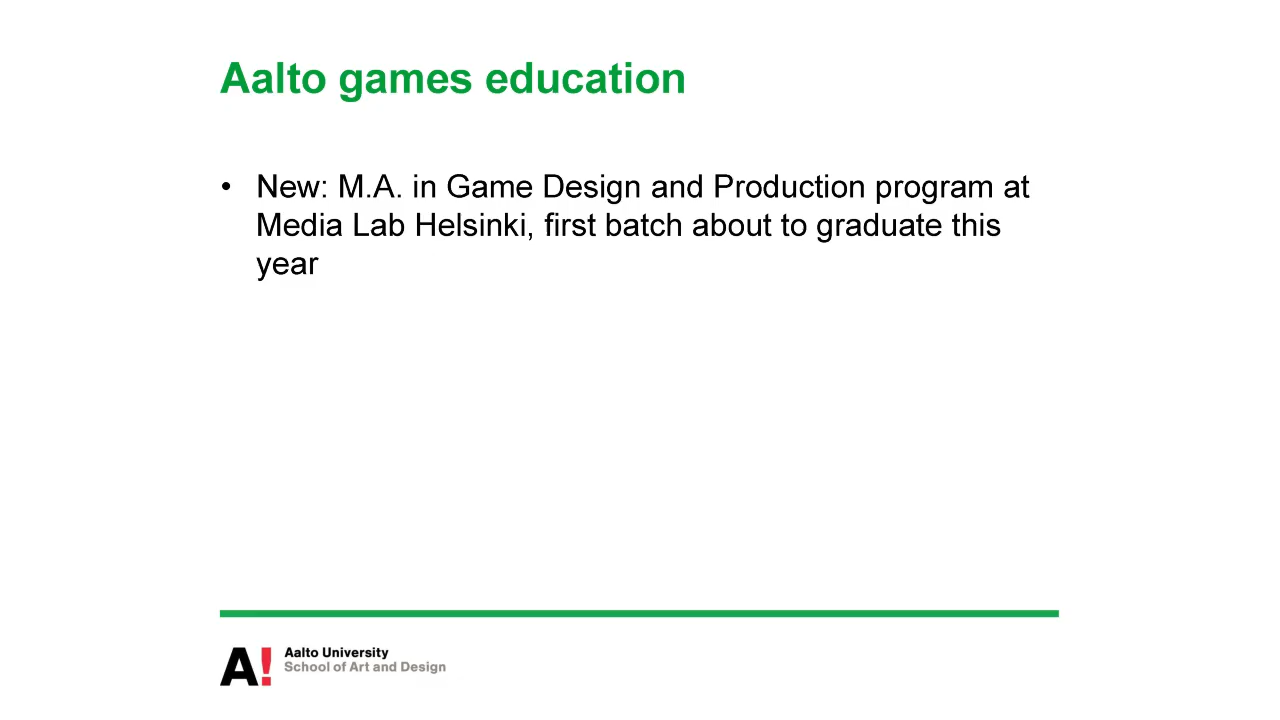 Aalto games education
• New: M.A. in Game Design and Production program at
Media Lab Helsinki, first batch about to graduate this
year
A!
Aalto University
School of Art and Design